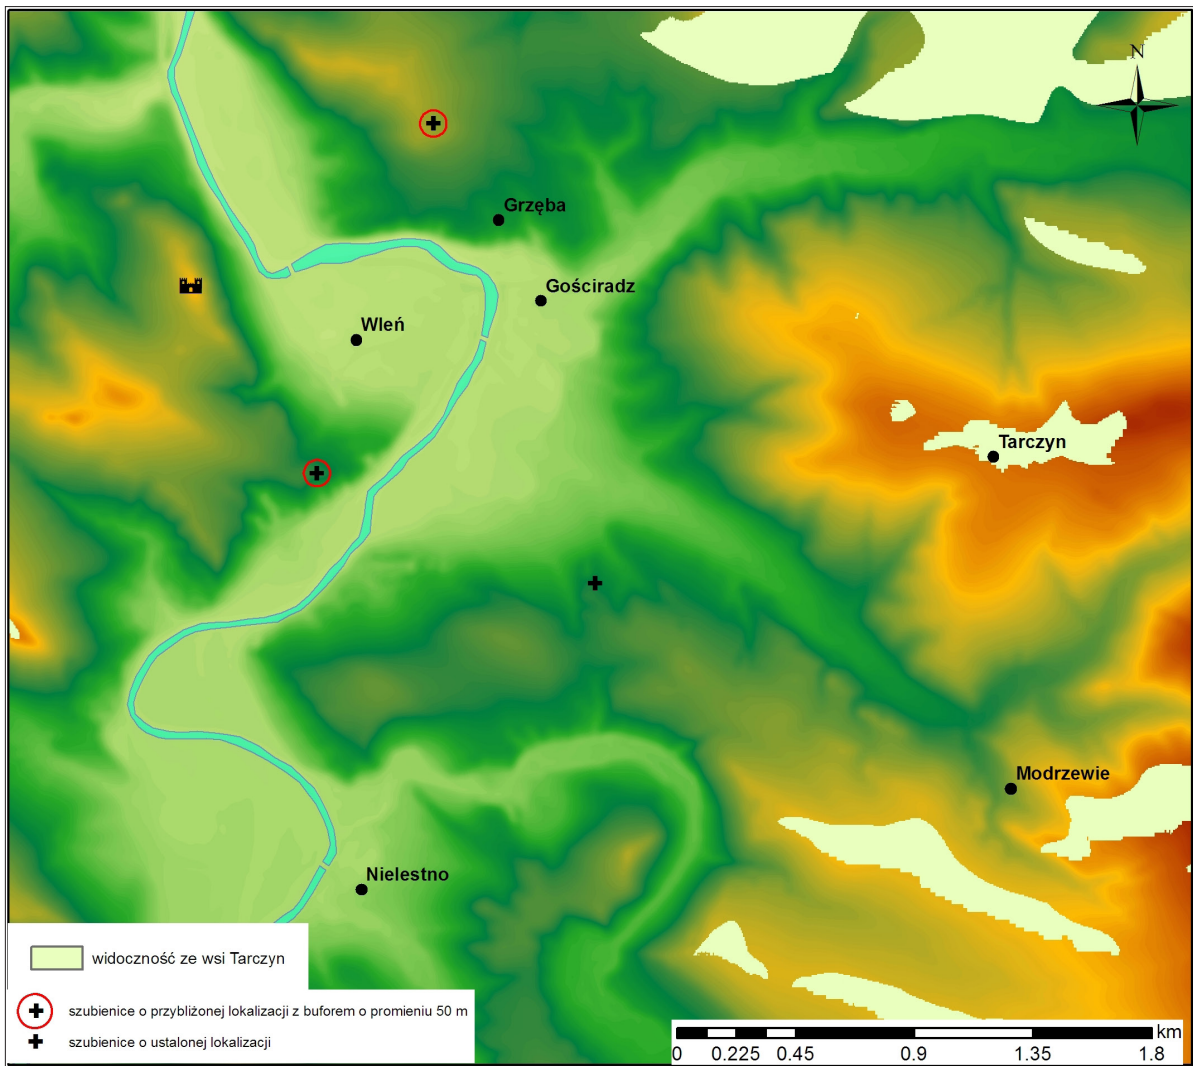 N
Grzęba
Gościradz
Wleń
Tarczyn
Modrzewie
Nielestno
widoczność ze wsi Tarczyn
szubienice o przybliżonej lokalizacji z buforem o promieniu 50 m
szubienice o ustalonej lokalizacji
km
0 0.225 0.45 0.9 1.35 1.8